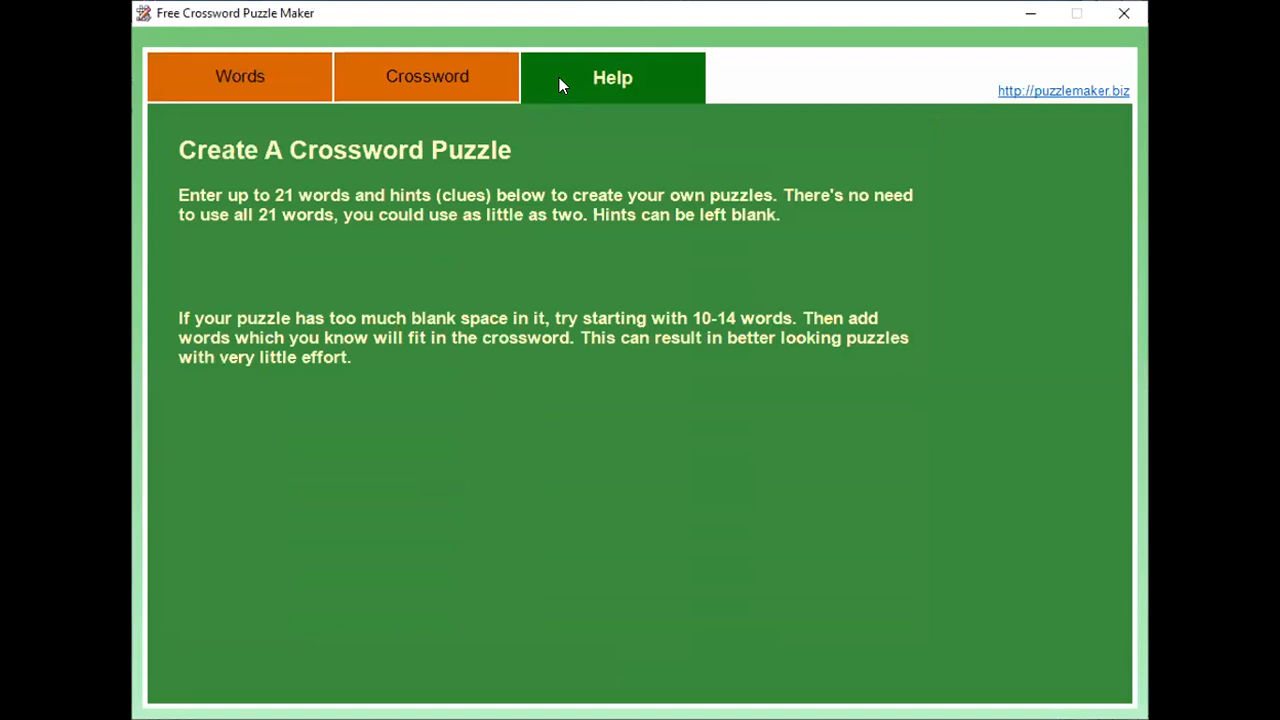 Free Crossword Puzzle Maker
Words
Crossword
Help
http://puzzlemaker.biz
Create A Crossword Puzzle
Enter up to 21 words and hints (clues) below to create your own puzzles. There's no need
to use all 21 words, you could use as little as two. Hints can be left blank.
If your puzzle has too much blank space in it, try starting with 10-14 words. Then add
words which you know will fit in the crossword. This can result in better looking puzzles
with very little effort.